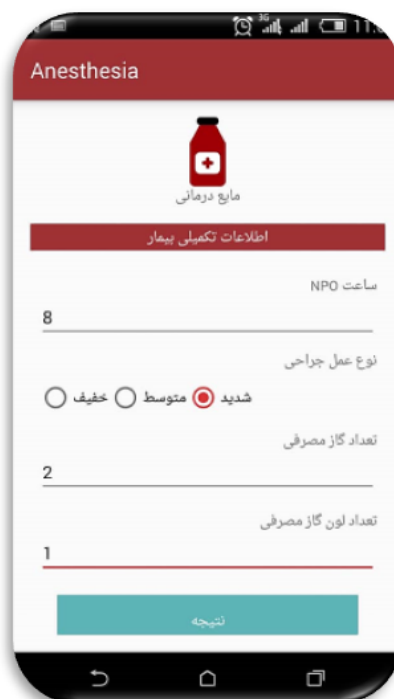 3G
Anesthesia
مایع درمانی
اطلاعات تکمیلی بیمار
ساعت NPO
8
نوع عمل جراحی
شدید متوسط خفیف
تعداد گاز مصرفی
2
تعداد لون گاز مصرفی
1
نتیجه